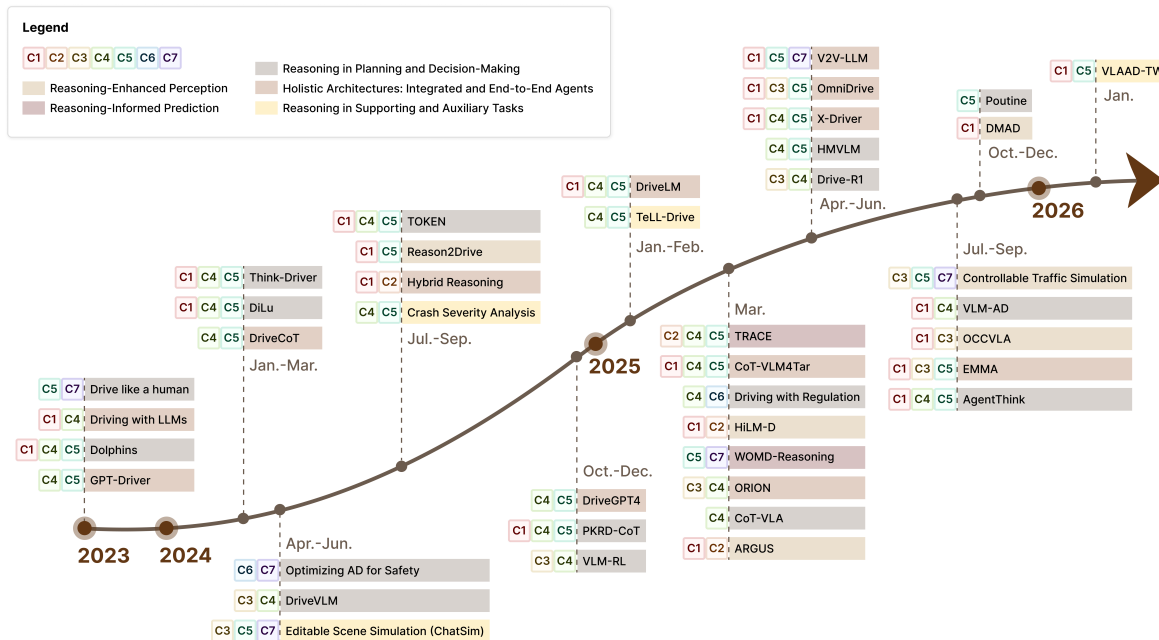 Legend
C1 C2 C3 C4 C5 C6 C7
Reasoning-Enhanced Perception
Reasoning-Informed Prediction
Reasoning in Planning and Decision-Making
Holistic Architectures: Integrated and End-to-End Agents
Reasoning in Supporting and Auxiliary Tasks
C5 C7 Drive like a human
C1 C4 Driving with LLMs
C1 C4 C5 Dolphins
C4 C5 GPT-Driver
2023
2024
C1 C4 C5 Think-Driver
C1 C4 C5 DiLu
C4 C5 DriveCoT
Jan.-Mar.
Apr.-Jun.
C6 C7 Optimizing AD for Safety
C3 C4 DriveVLM
C3 C5 C7 Editable Scene Simulation (ChatSim)
C1 C4 C5 TOKEN
C1 C5 Reason2Drive
C1 C2 Hybrid Reasoning
C4 C5 Crash Severity Analysis
Jul.-Sep.
Oct.-Dec.
C4 C5 DriveGPT4
C1 C4 C5 PKRD-CoT
C3 C4 VLM-RL
2025
C1 C4 C5 DriveLM
C4 C5 TeLL-Drive
Jan.-Feb.
Mar.
C2 C4 C5 TRACE
C1 C4 C5 CoT-VLM4Tar
C4 C6 Driving with Regulation
C1 C2 HiLM-D
C5 C7 WOMD-Reasoning
C3 C4 ORION
C4 CoT-VLA
C1 C2 ARGUS
C1 C5 C7 V2V-LLM
C1 C3 C5 OmniDrive
C1 C4 C5 X-Driver
C4 C5 HMVLM
C3 C4 Drive-R1
Apr.-Jun.
Jul.-Sep.
C3 C5 C7 Controllable Traffic Simulation
C1 C4 VLM-AD
C1 C3 OCCVLA
C1 C3 C5 EMMA
C1 C4 C5 AgentThink
C5 Poutine
C1 DMAD
Oct.-Dec.
2026
C1 C5 VLAAD-TW
Jan.